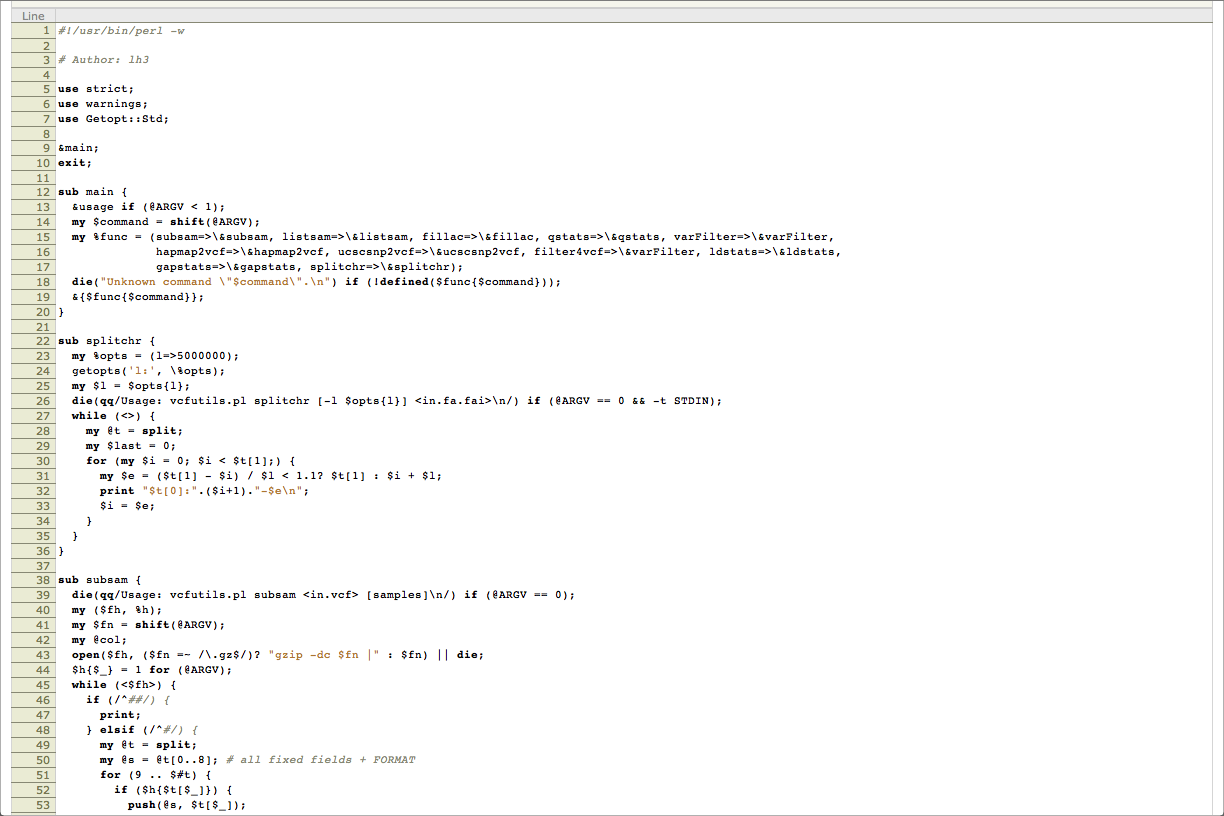 Line
1 #!/usr/bin/perl -w
2
3 # Author: lh3
4
5 use strict;
6 use warnings;
7 use Getopt::Std;
8
9 &main;
10 exit;
11
12 sub main {
13   &usage if (@ARGV < 1);
14   my $command = shift(@ARGV);
15   my %func = (subsam=>\&subsam, listsam=>\&listsam, fillac=>\&fillac, qstats=>\&qstats, varFilter=>\&varFilter,
16               hapmap2vcf=>\&hapmap2vcf, ucscsnp2vcf=>\&ucscsnp2vcf, filter4vcf=>\&varFilter, ldstats=>\&ldstats,
17               gapstats=>\&gapstats, splitchr=>\&splitchr);
18   die("Unknown command \"$command\".\n") if (!defined($func{$command}));
19   &{$func{$command}};
20 }
21
22 sub splitchr {
23   my %opts = (l=>5000000);
24   getopts('l:', \%opts);
25   my $l = $opts{l};
26   die(qq/Usage: vcfutils.pl splitchr [-l $opts{l}] <in.fa.fai>\n/) if (@ARGV == 0 && -t STDIN);
27   while (<>) {
28     my @t = split;
29     my $last = 0;
30     for (my $i = 0; $i < $t[1];) {
31       my $e = ($t[1] - $i) / $l < 1.1? $t[1] : $i + $l;
32       print "$t[0]:".($i+1)."-$e\n";
33       $i = $e;
34     }
35   }
36 }
37
38 sub subsam {
39   die(qq/Usage: vcfutils.pl subsam <in.vcf> [samples]\n/) if (@ARGV == 0);
40   my ($fh, %h);
41   my $fn = shift(@ARGV);
42   my @col;
43   open($fh, ($fn =~ /\.gz$/)? "gzip -dc $fn |" : $fn) || die;
44   $h{$_} = 1 for (@ARGV);
45   while (<$fh>) {
46     if (/^##/) {
47       print;
48     } elsif (/^#/) {
49       my @t = split;
50       my @s = @t[0..8]; # all fixed fields + FORMAT
51       for (9 .. $#t) {
52         if ($h{$t[$_]}) {
53           push(@s, $t[$_]);